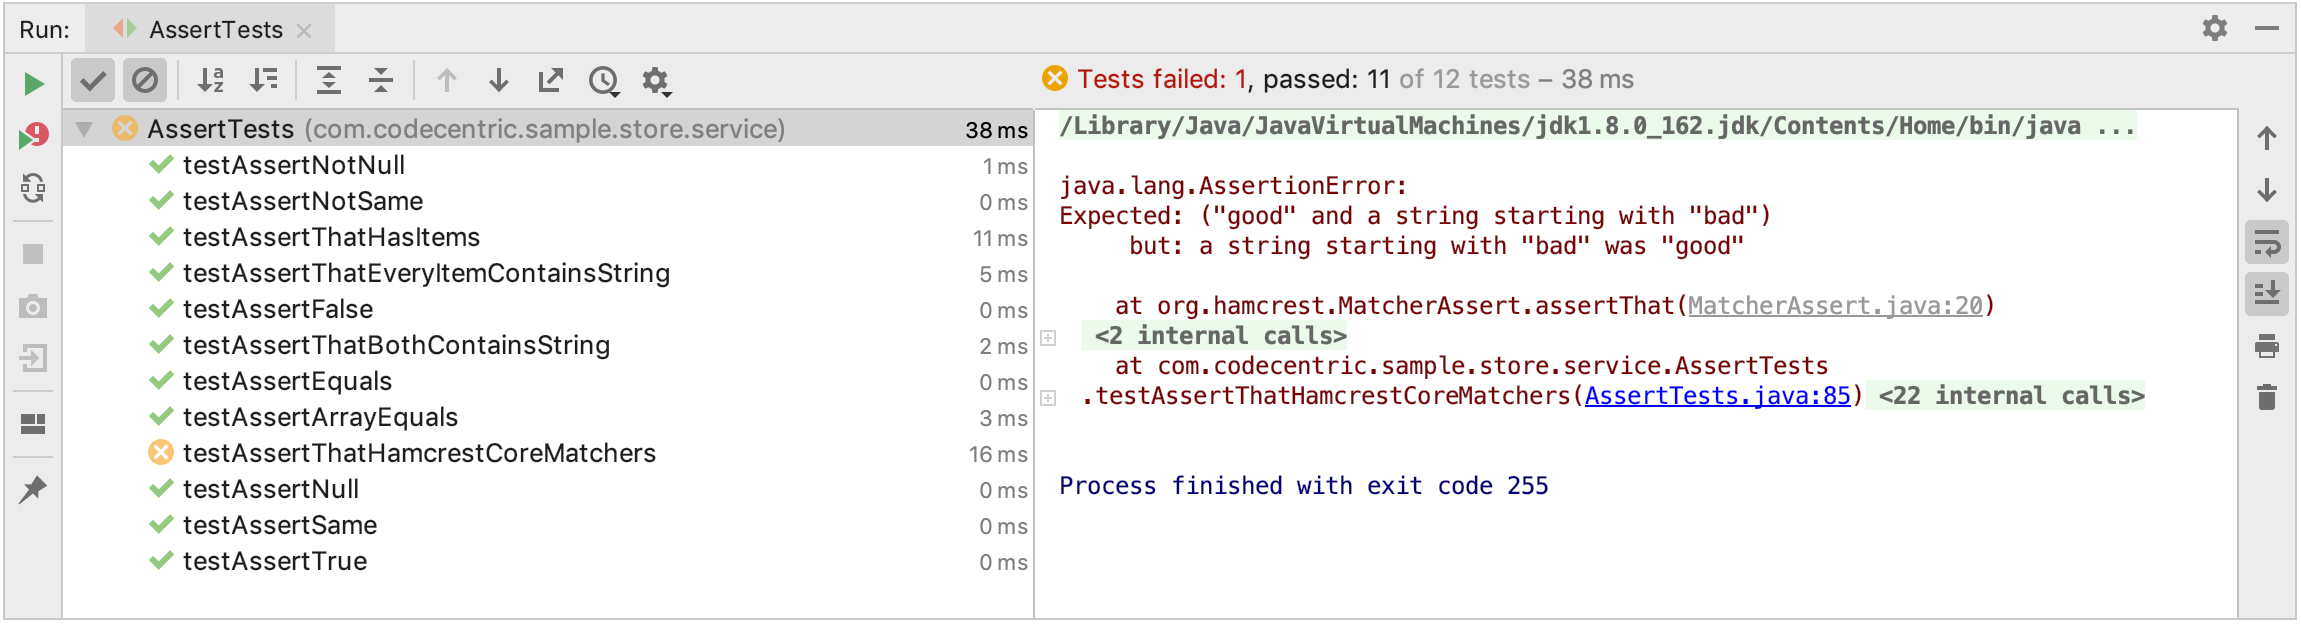 Run: AssertTests
Tests failed: 1, passed: 11 of 12 tests – 38 ms
AssertTests (com.codecentric.sample.store.service) 38 ms
testAssertNotNull 1 ms
testAssertNotSame 0 ms
testAssertThatHasItems 11 ms
testAssertThatEveryItemContainsString 5 ms
testAssertFalse 0 ms
testAssertThatBothContainsString 2 ms
testAssertEquals 0 ms
testAssertArrayEquals 3 ms
testAssertThatHamcrestCoreMatchers 16 ms
testAssertNull 0 ms
testAssertSame 0 ms
testAssertTrue 0 ms
/Library/Java/JavaVirtualMachines/jdk1.8.0_162.jdk/Contents/Home/bin/java ...
java.lang.AssertionError:
Expected: ("good" and a string starting with "bad")
but: a string starting with "bad" was "good"
at org.hamcrest.MatcherAssert.assertThat(MatcherAssert.java:20)
<2 internal calls>
at com.codecentric.sample.store.service.AssertTests
.testAssertThatHamcrestCoreMatchers(AssertTests.java:85) <22 internal calls>
Process finished with exit code 255